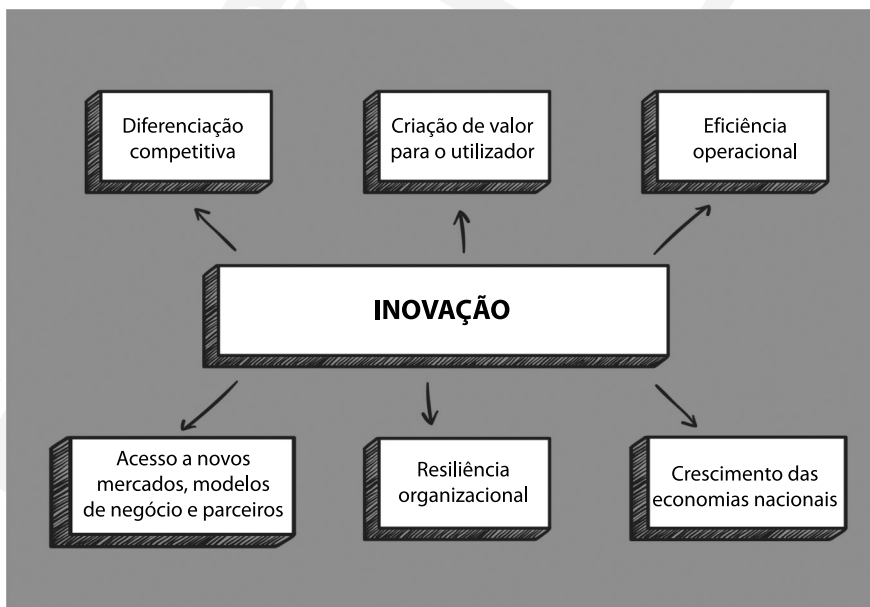 Diferenciação
competitiva
Criação de valor
para o utilizador
Eficiência
operacional
INOVAÇÃO
Acesso a novos
mercados, modelos
de negócio e parceiros
Resiliência
organizacional
Crescimento das
economias nacionais